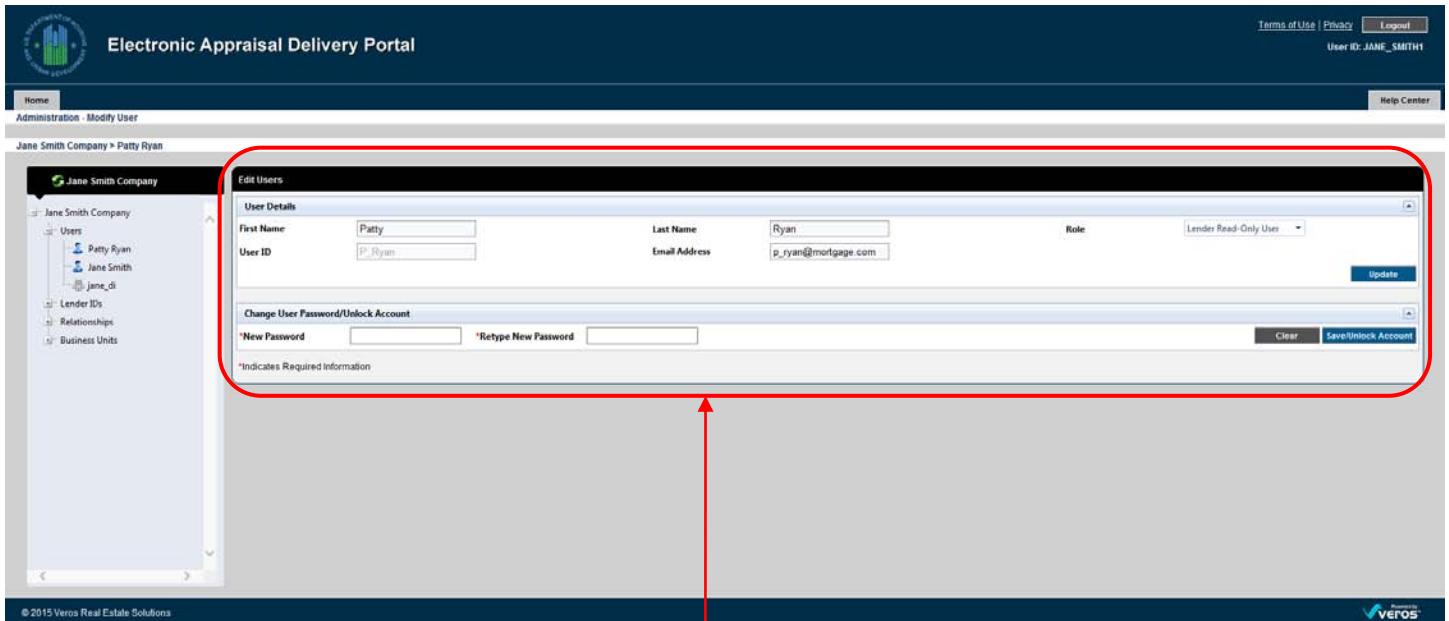 Terms of Use | Privacy Logout
Electronic Appraisal Delivery Portal
User ID: JANE_SMITH1
Home Help Center
Administration - Modify User
Jane Smith Company > Patty Ryan
Jane Smith Company
Jane Smith Company
Users
Patty Ryan
Jane Smith
jane_di
Lender IDs
Relationships
Business Units
Edit Users
User Details
First Name Patty Last Name Ryan Role Lender Read-Only User
User ID P_Ryan Email Address p_ryan@mortgage.com
Update
Change User Password/Unlock Account
*New Password *Retype New Password Clear Save/Unlock Account
*Indicates Required Information
© 2015 Veros Real Estate Solutions
Powered by
veros